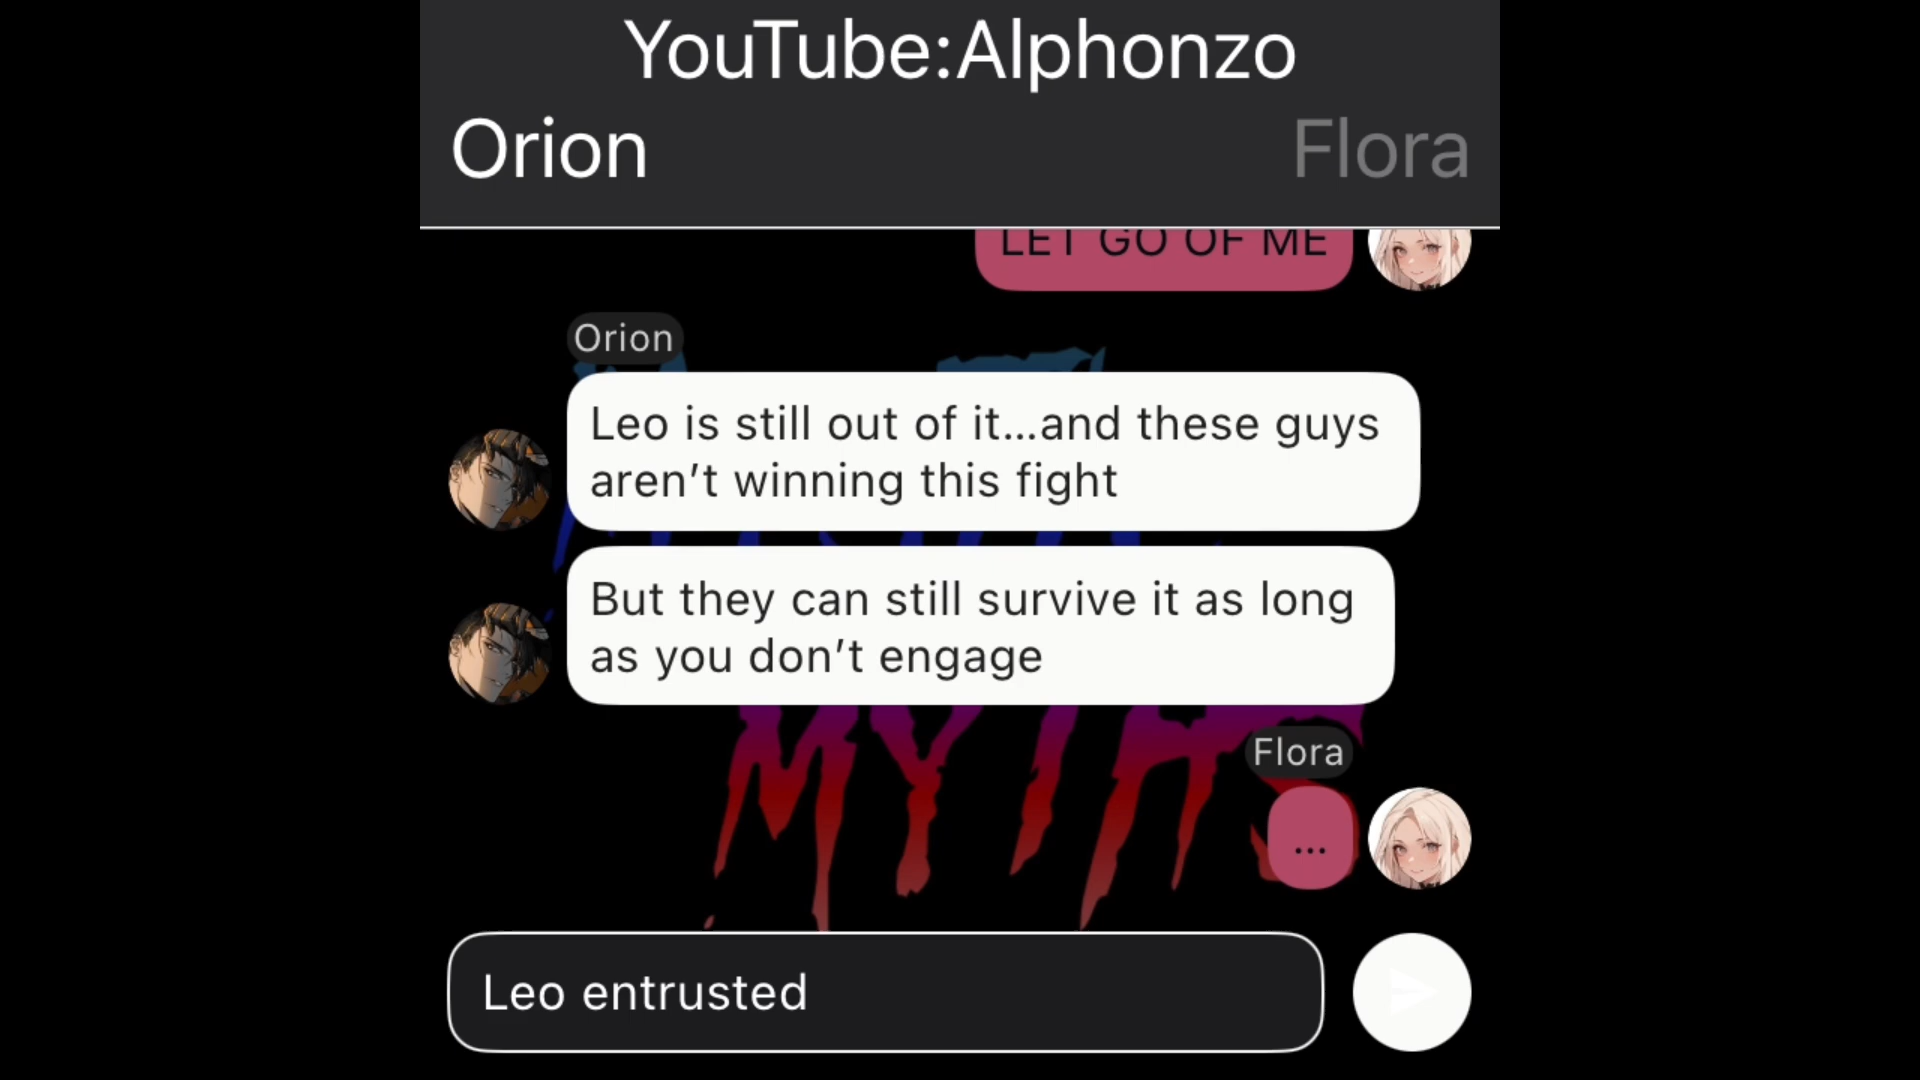 YouTube:Alphonzo
Orion
Flora
LET GO OF ME
Orion
Leo is still out of it...and these guys
aren't winning this fight
But they can still survive it as long
as you don't engage
MYTHS
Flora
...
Leo entrusted